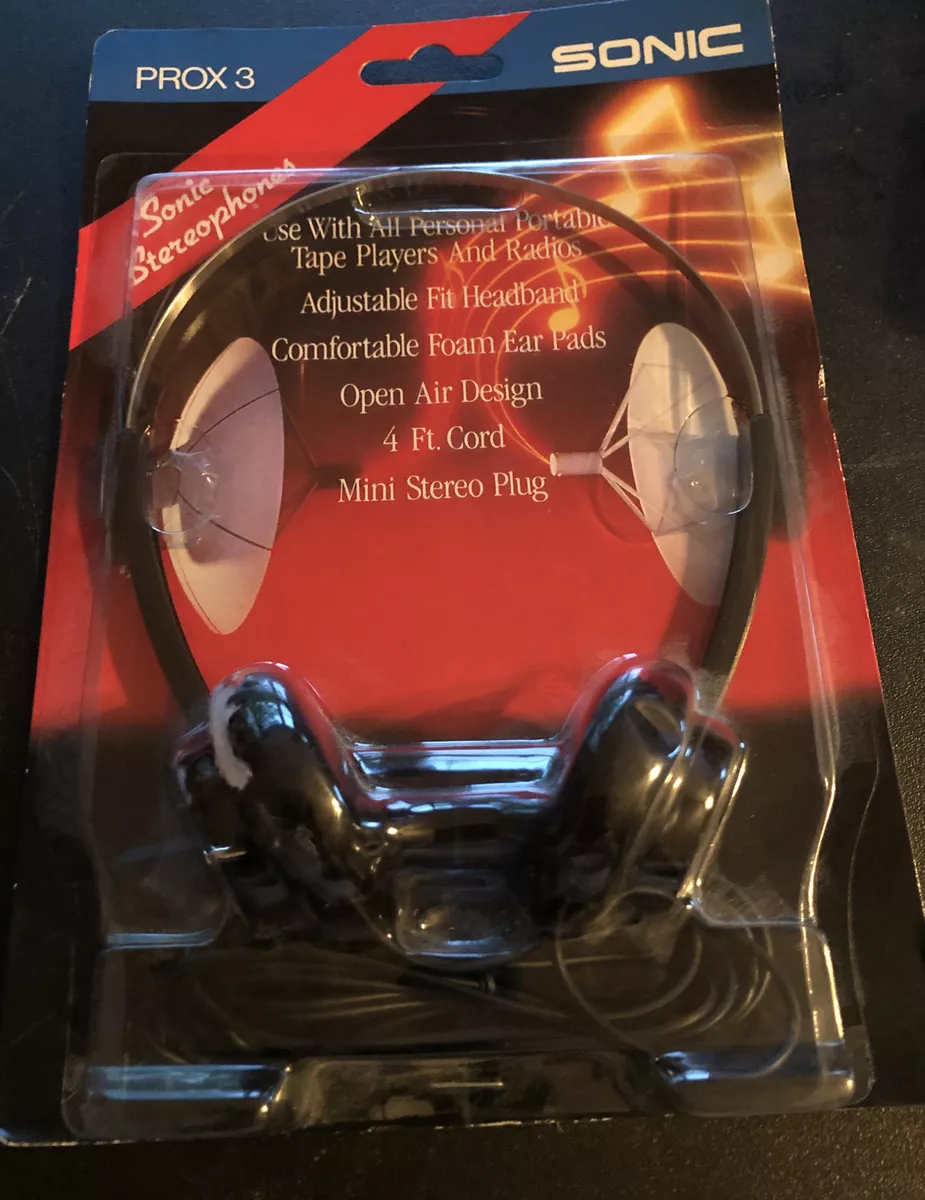 PROX 3
SONIC
Sonic
Stereophones
Use With All Personal Portable
Tape Players And Radios
Adjustable Fit Headband
Comfortable Foam Ear Pads
Open Air Design
4 Ft. Cord
Mini Stereo Plug